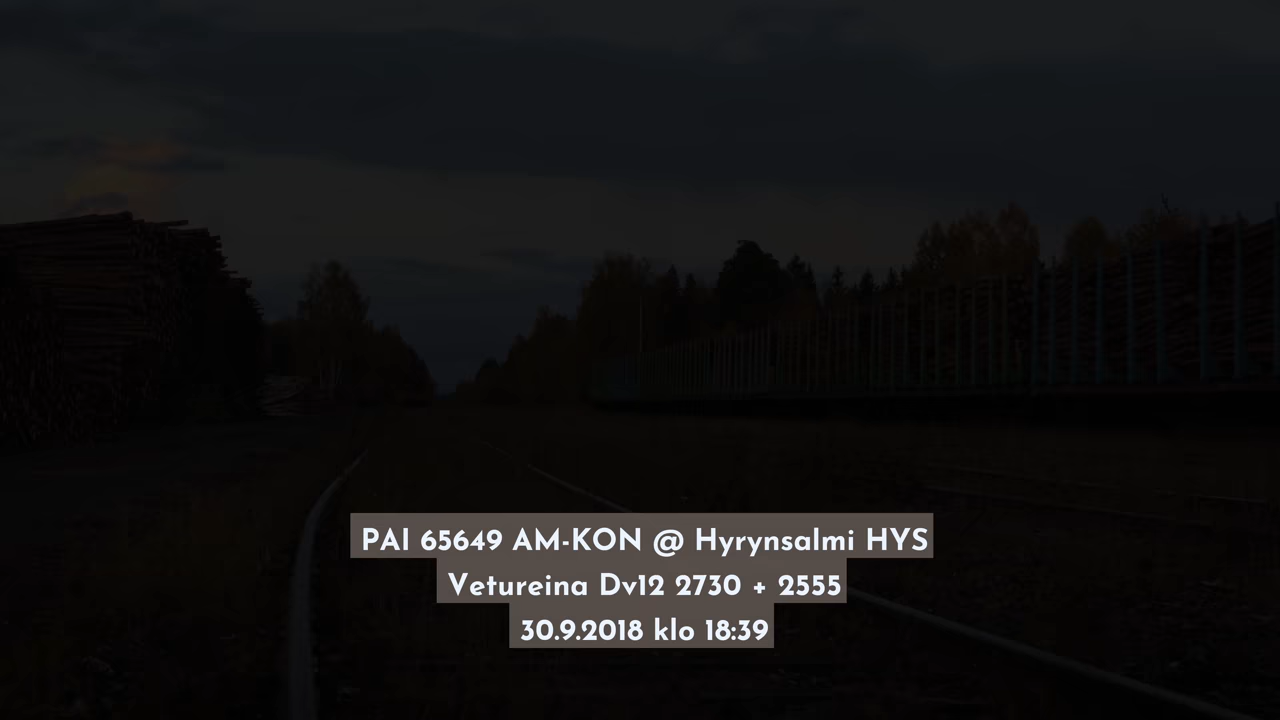 PAI 65649 AM-KON @ Hyrynsalmi HYS
Vetureina Dv12 2730 + 2555
30.9.2018 klo 18:39